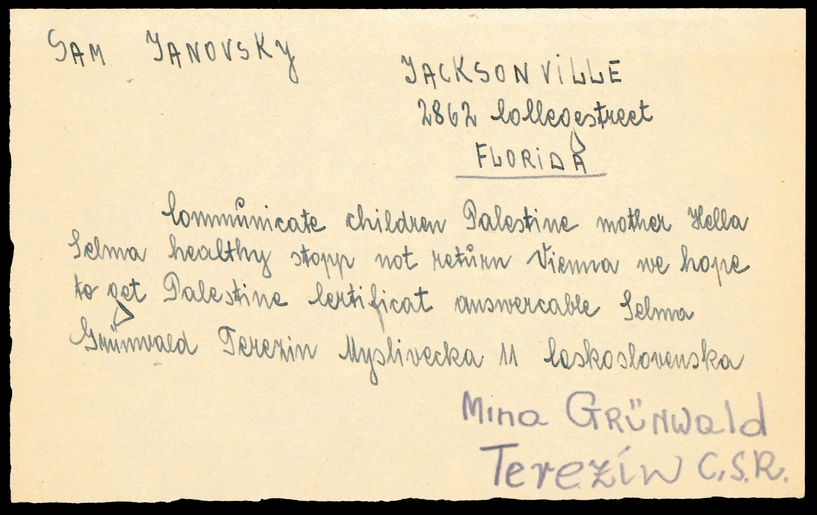 SAM JANOVSKY
JACKSONVILLE
2862 Collegestreet
FLORIDA
Communicate children Palestine mother Hella
Selma healthy stopp not return Vienna we hope
to get Palestine Certificat answercable Selma
Grünwald Terezin Myslivecka 11 Ceskoslovenska
Mina GRÜNWald
Terezín C.S.R.